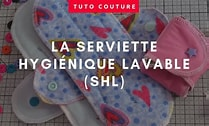 TUTO COUTURE
LA SERVIETTE
HYGIÉNIQUE LAVABLE
(SHL)